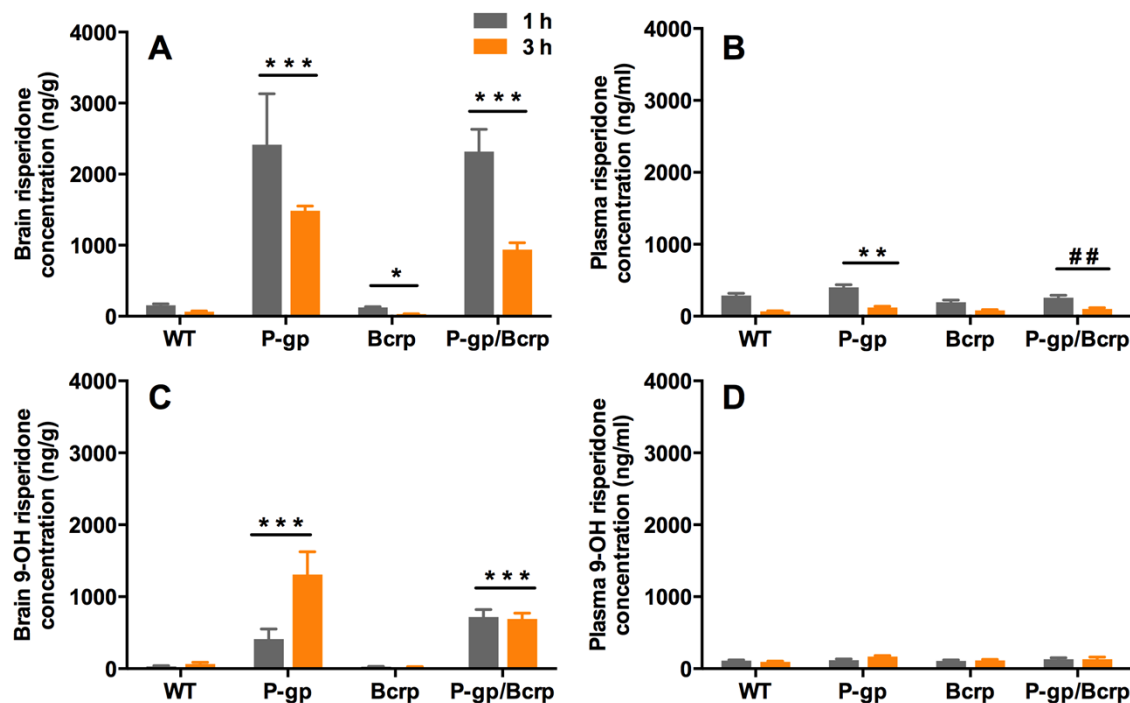 1 h
3 h
A
Brain risperidone
concentration (ng/g)
4000
3000
2000
1000
0
* * *
*
* * *
WT
P-gp
Bcrp
P-gp/Bcrp
B
Plasma risperidone
concentration (ng/ml)
4000
3000
2000
1000
0
* *
##
WT
P-gp
Bcrp
P-gp/Bcrp
C
Brain 9-OH risperidone
concentration (ng/g)
4000
3000
2000
1000
0
* * *
* * *
WT
P-gp
Bcrp
P-gp/Bcrp
D
Plasma 9-OH risperidone
concentration (ng/ml)
4000
3000
2000
1000
0
WT
P-gp
Bcrp
P-gp/Bcrp